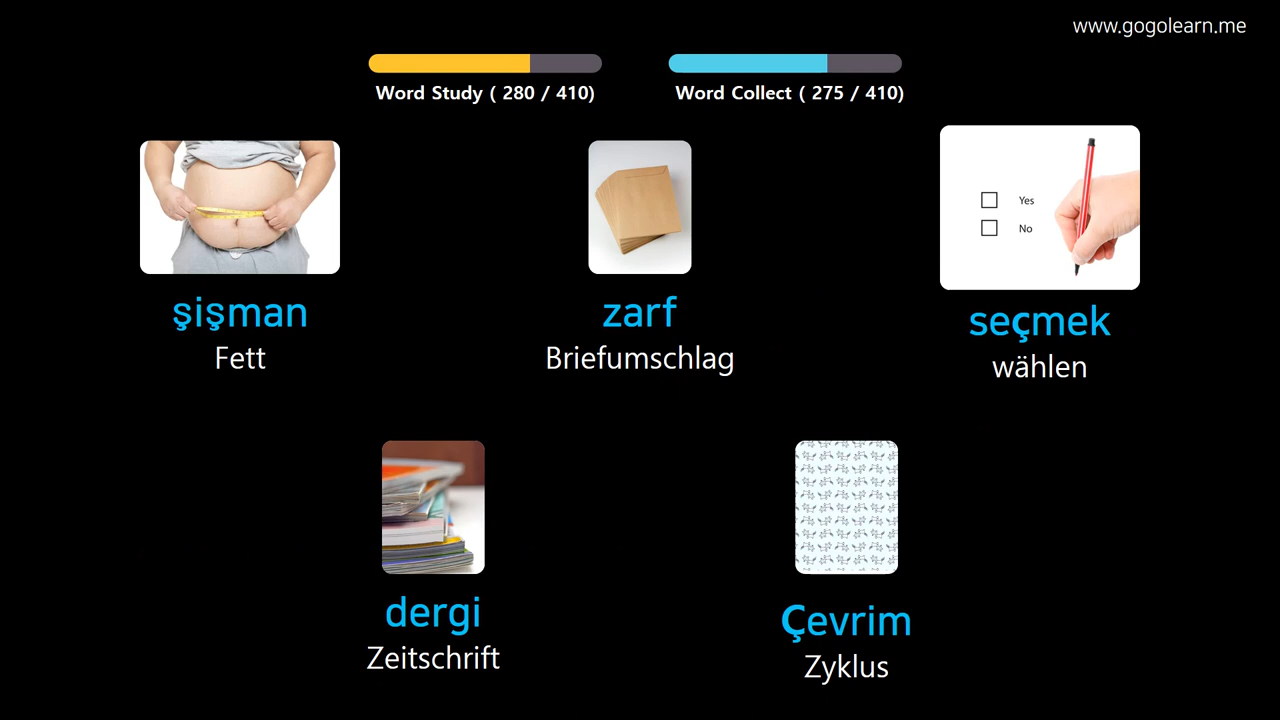 www.gogolearn.me
Word Study ( 280 / 410)
Word Collect ( 275 / 410)
Yes
No
şişman
Fett
zarf
Briefumschlag
seçmek
wählen
dergi
Zeitschrift
Çevrim
Zyklus